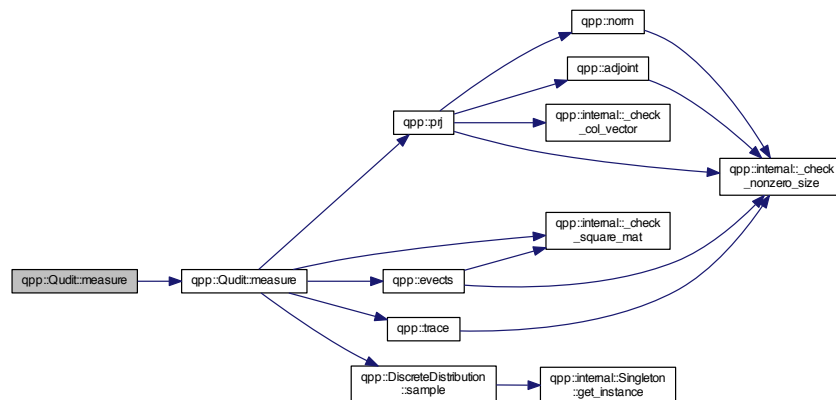 qpp::norm
qpp::adjoint
qpp::prj
qpp::internal::_check
_col_vector
qpp::internal::_check
_nonzero_size
qpp::internal::_check
_square_mat
qpp::Qudit::measure
qpp::Qudit::measure
qpp::evects
qpp::trace
qpp::DiscreteDistribution
::sample
qpp::internal::Singleton
::get_instance